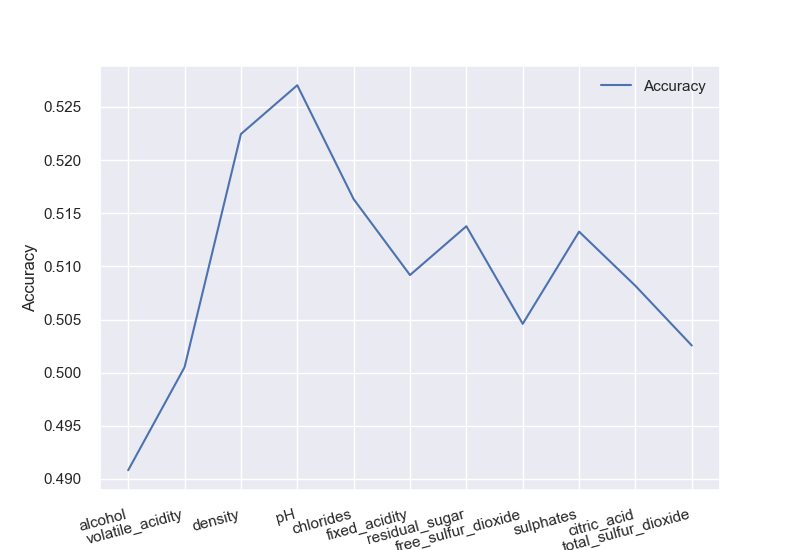 Accuracy
0.525
0.520
0.515
0.510
0.505
0.500
0.495
0.490
Accuracy
alcohol
volatile_acidity
density
pH
chlorides
fixed_acidity
residual_sugar
free_sulfur_dioxide
sulphates
citric_acid
total_sulfur_dioxide